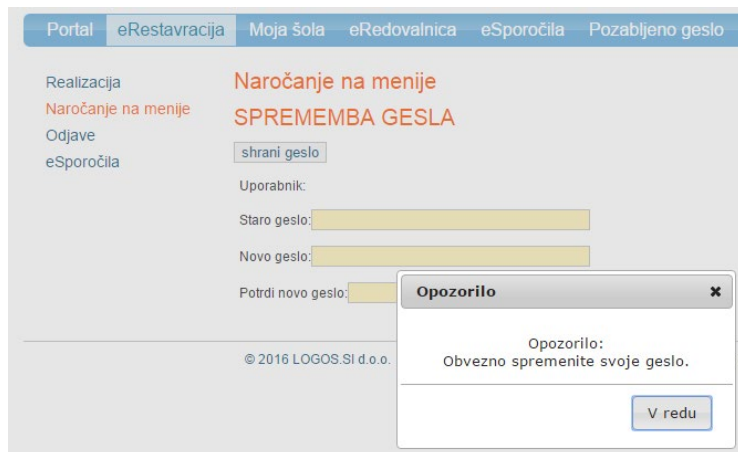 Portal eRestavracija Moja šola eRedovalnica eSporočila Pozabljeno geslo
Realizacija
Naročanje na menije
Odjave
eSporočila
Naročanje na menije
SPREMEMBA GESLA
shrani geslo
Uporabnik:
Staro geslo:
Novo geslo:
Potrdi novo geslo:
© 2016 LOGOS.SI d.o.o.
Opozorilo
Opozorilo:
Obvezno spremenite svoje geslo.
V redu